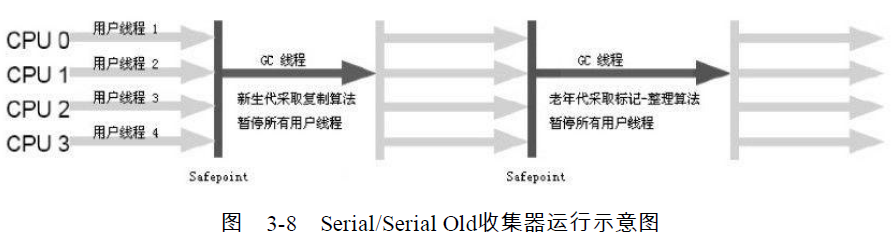 CPU 0 用户线程 1
CPU 1 用户线程 2
CPU 2 用户线程 3
CPU 3 用户线程 4
GC 线程
新生代采取复制算法
暂停所有用户线程
Safepoint
GC 线程
老年代采取标记-整理算法
暂停所有用户线程
Safepoint
图 3-8 Serial/Serial Old收集器运行示意图